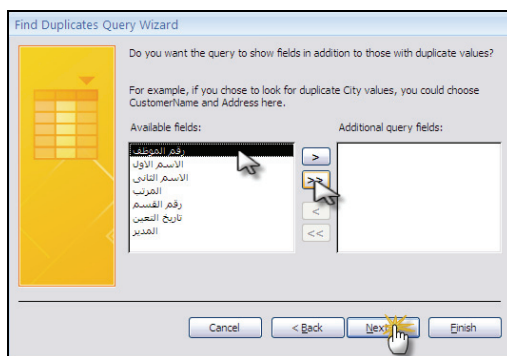 Find Duplicates Query Wizard
Do you want the query to show fields in addition to those with duplicate values?
For example, if you chose to look for duplicate City values, you could choose
CustomerName and Address here.
Available fields:
Additional query fields:
رقم الموظف
الاسم الاول
الاسم الثانى
المرتب
رقم القسم
تاريخ التعين
المدير
>
>>
<
<<
Cancel
< Back
Next
Finish